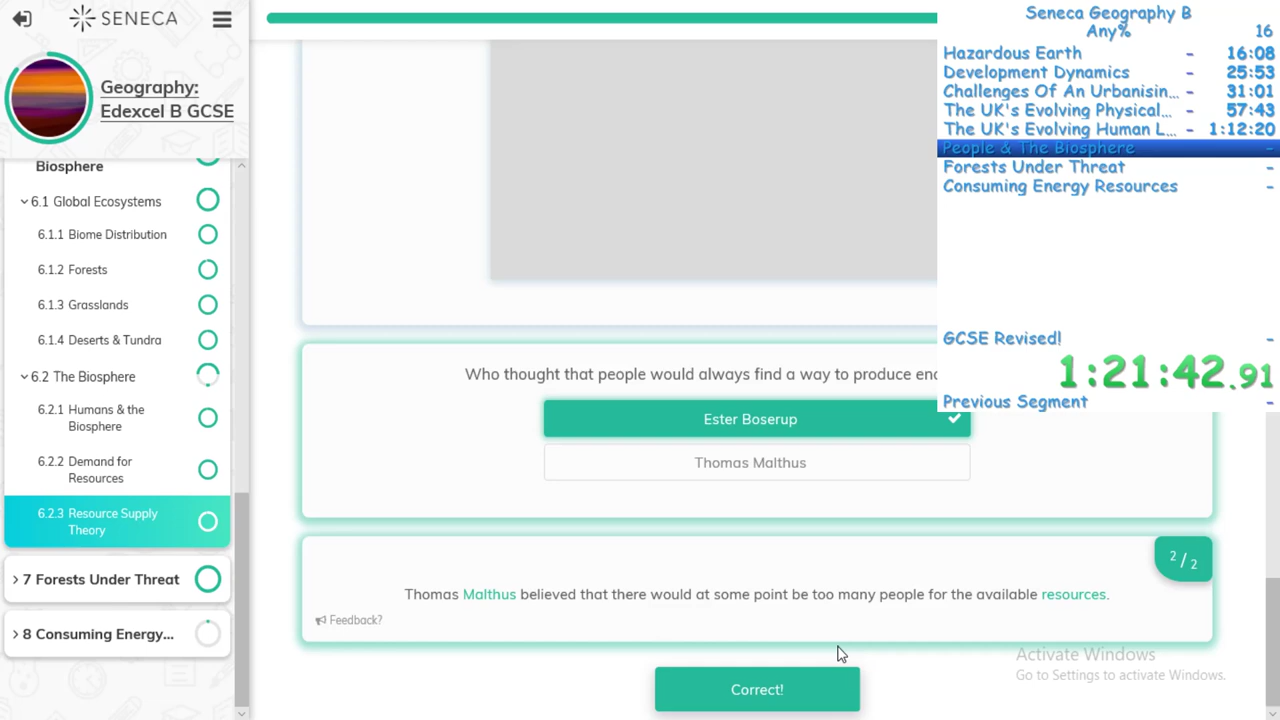 SENECA
Geography:
Edexcel B GCSE
Biosphere
6.1 Global Ecosystems
6.1.1 Biome Distribution
6.1.2 Forests
6.1.3 Grasslands
6.1.4 Deserts & Tundra
6.2 The Biosphere
6.2.1 Humans & the
Biosphere
6.2.2 Demand for
Resources
6.2.3 Resource Supply
Theory
7 Forests Under Threat
8 Consuming Energy...
Who thought that people would always find a way to produce eno
Ester Boserup
Thomas Malthus
2 / 2
Thomas Malthus believed that there would at some point be too many people for the available resources.
Feedback?
Correct!
Seneca Geography B
Any% 16
Hazardous Earth - 16:08
Development Dynamics - 25:53
Challenges Of An Urbanisin... - 31:01
The UK's Evolving Physical... - 57:43
The UK's Evolving Human L... - 1:12:20
People & The Biosphere -
Forests Under Threat -
Consuming Energy Resources -
GCSE Revised! -
1:21:42.91
Previous Segment -
Activate Windows
Go to Settings to activate Windows.